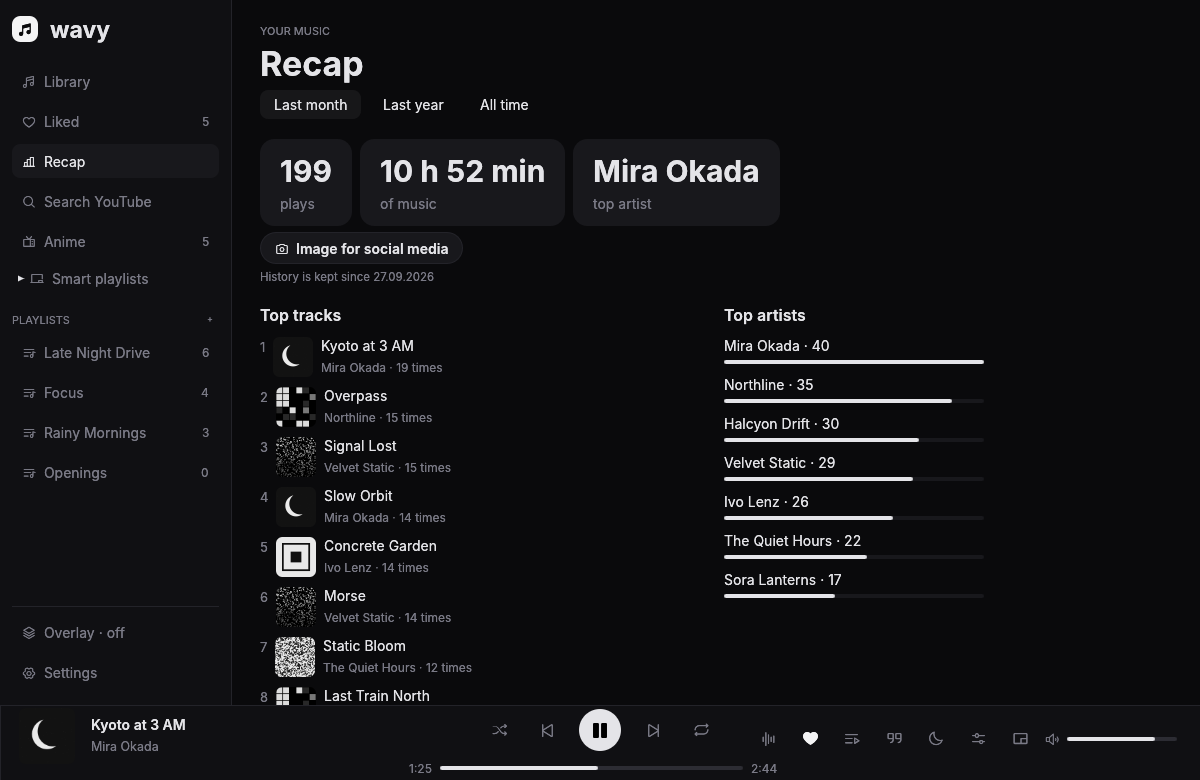 wavy
Library
Liked 5
Recap
Search YouTube
Anime 5
Smart playlists
PLAYLISTS +
Late Night Drive 6
Focus 4
Rainy Mornings 3
Openings 0
Overlay · off
Settings
YOUR MUSIC
Recap
Last month Last year All time
199
plays
10 h 52 min
of music
Mira Okada
top artist
Image for social media
History is kept since 27.09.2026
Top tracks
1 Kyoto at 3 AM
Mira Okada · 19 times
2 Overpass
Northline · 15 times
3 Signal Lost
Velvet Static · 15 times
4 Slow Orbit
Mira Okada · 14 times
5 Concrete Garden
Ivo Lenz · 14 times
6 Morse
Velvet Static · 14 times
7 Static Bloom
The Quiet Hours · 12 times
8 Last Train North
Top artists
Mira Okada · 40
Northline · 35
Halcyon Drift · 30
Velvet Static · 29
Ivo Lenz · 26
The Quiet Hours · 22
Sora Lanterns · 17
Kyoto at 3 AM
Mira Okada
1:25 2:44